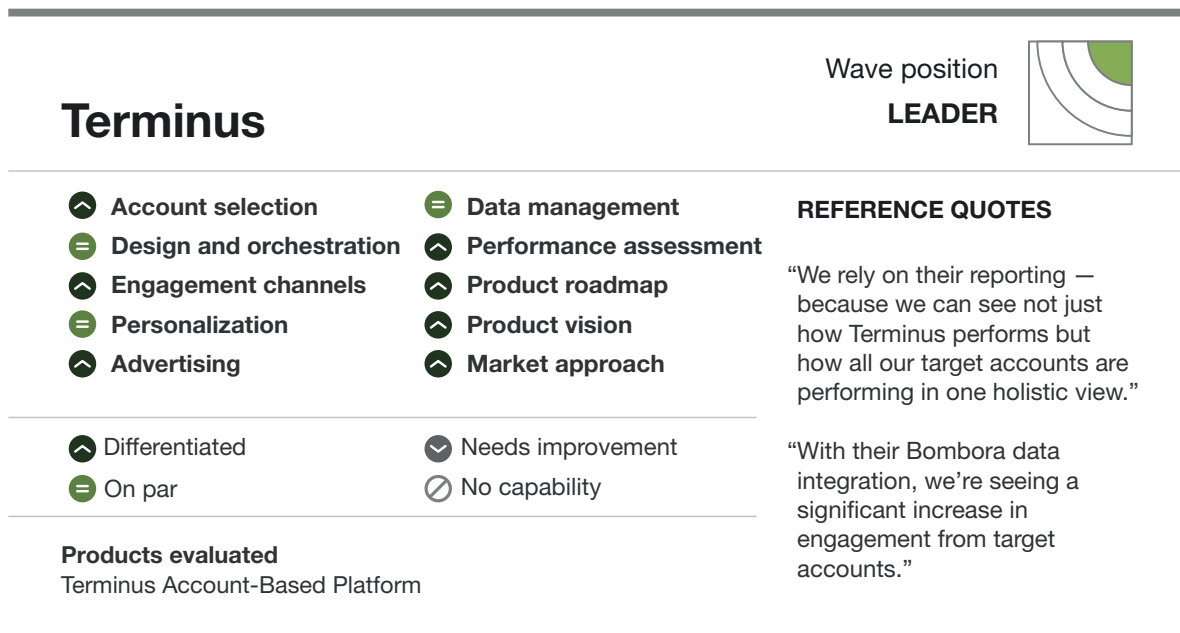 Terminus
Wave position
LEADER
Account selection
Design and orchestration
Engagement channels
Personalization
Advertising
Data management
Performance assessment
Product roadmap
Product vision
Market approach
Differentiated
On par
Needs improvement
No capability
Products evaluated
Terminus Account-Based Platform
REFERENCE QUOTES
“We rely on their reporting —
because we can see not just
how Terminus performs but
how all our target accounts are
performing in one holistic view.”
“With their Bombora data
integration, we’re seeing a
significant increase in
engagement from target
accounts.”